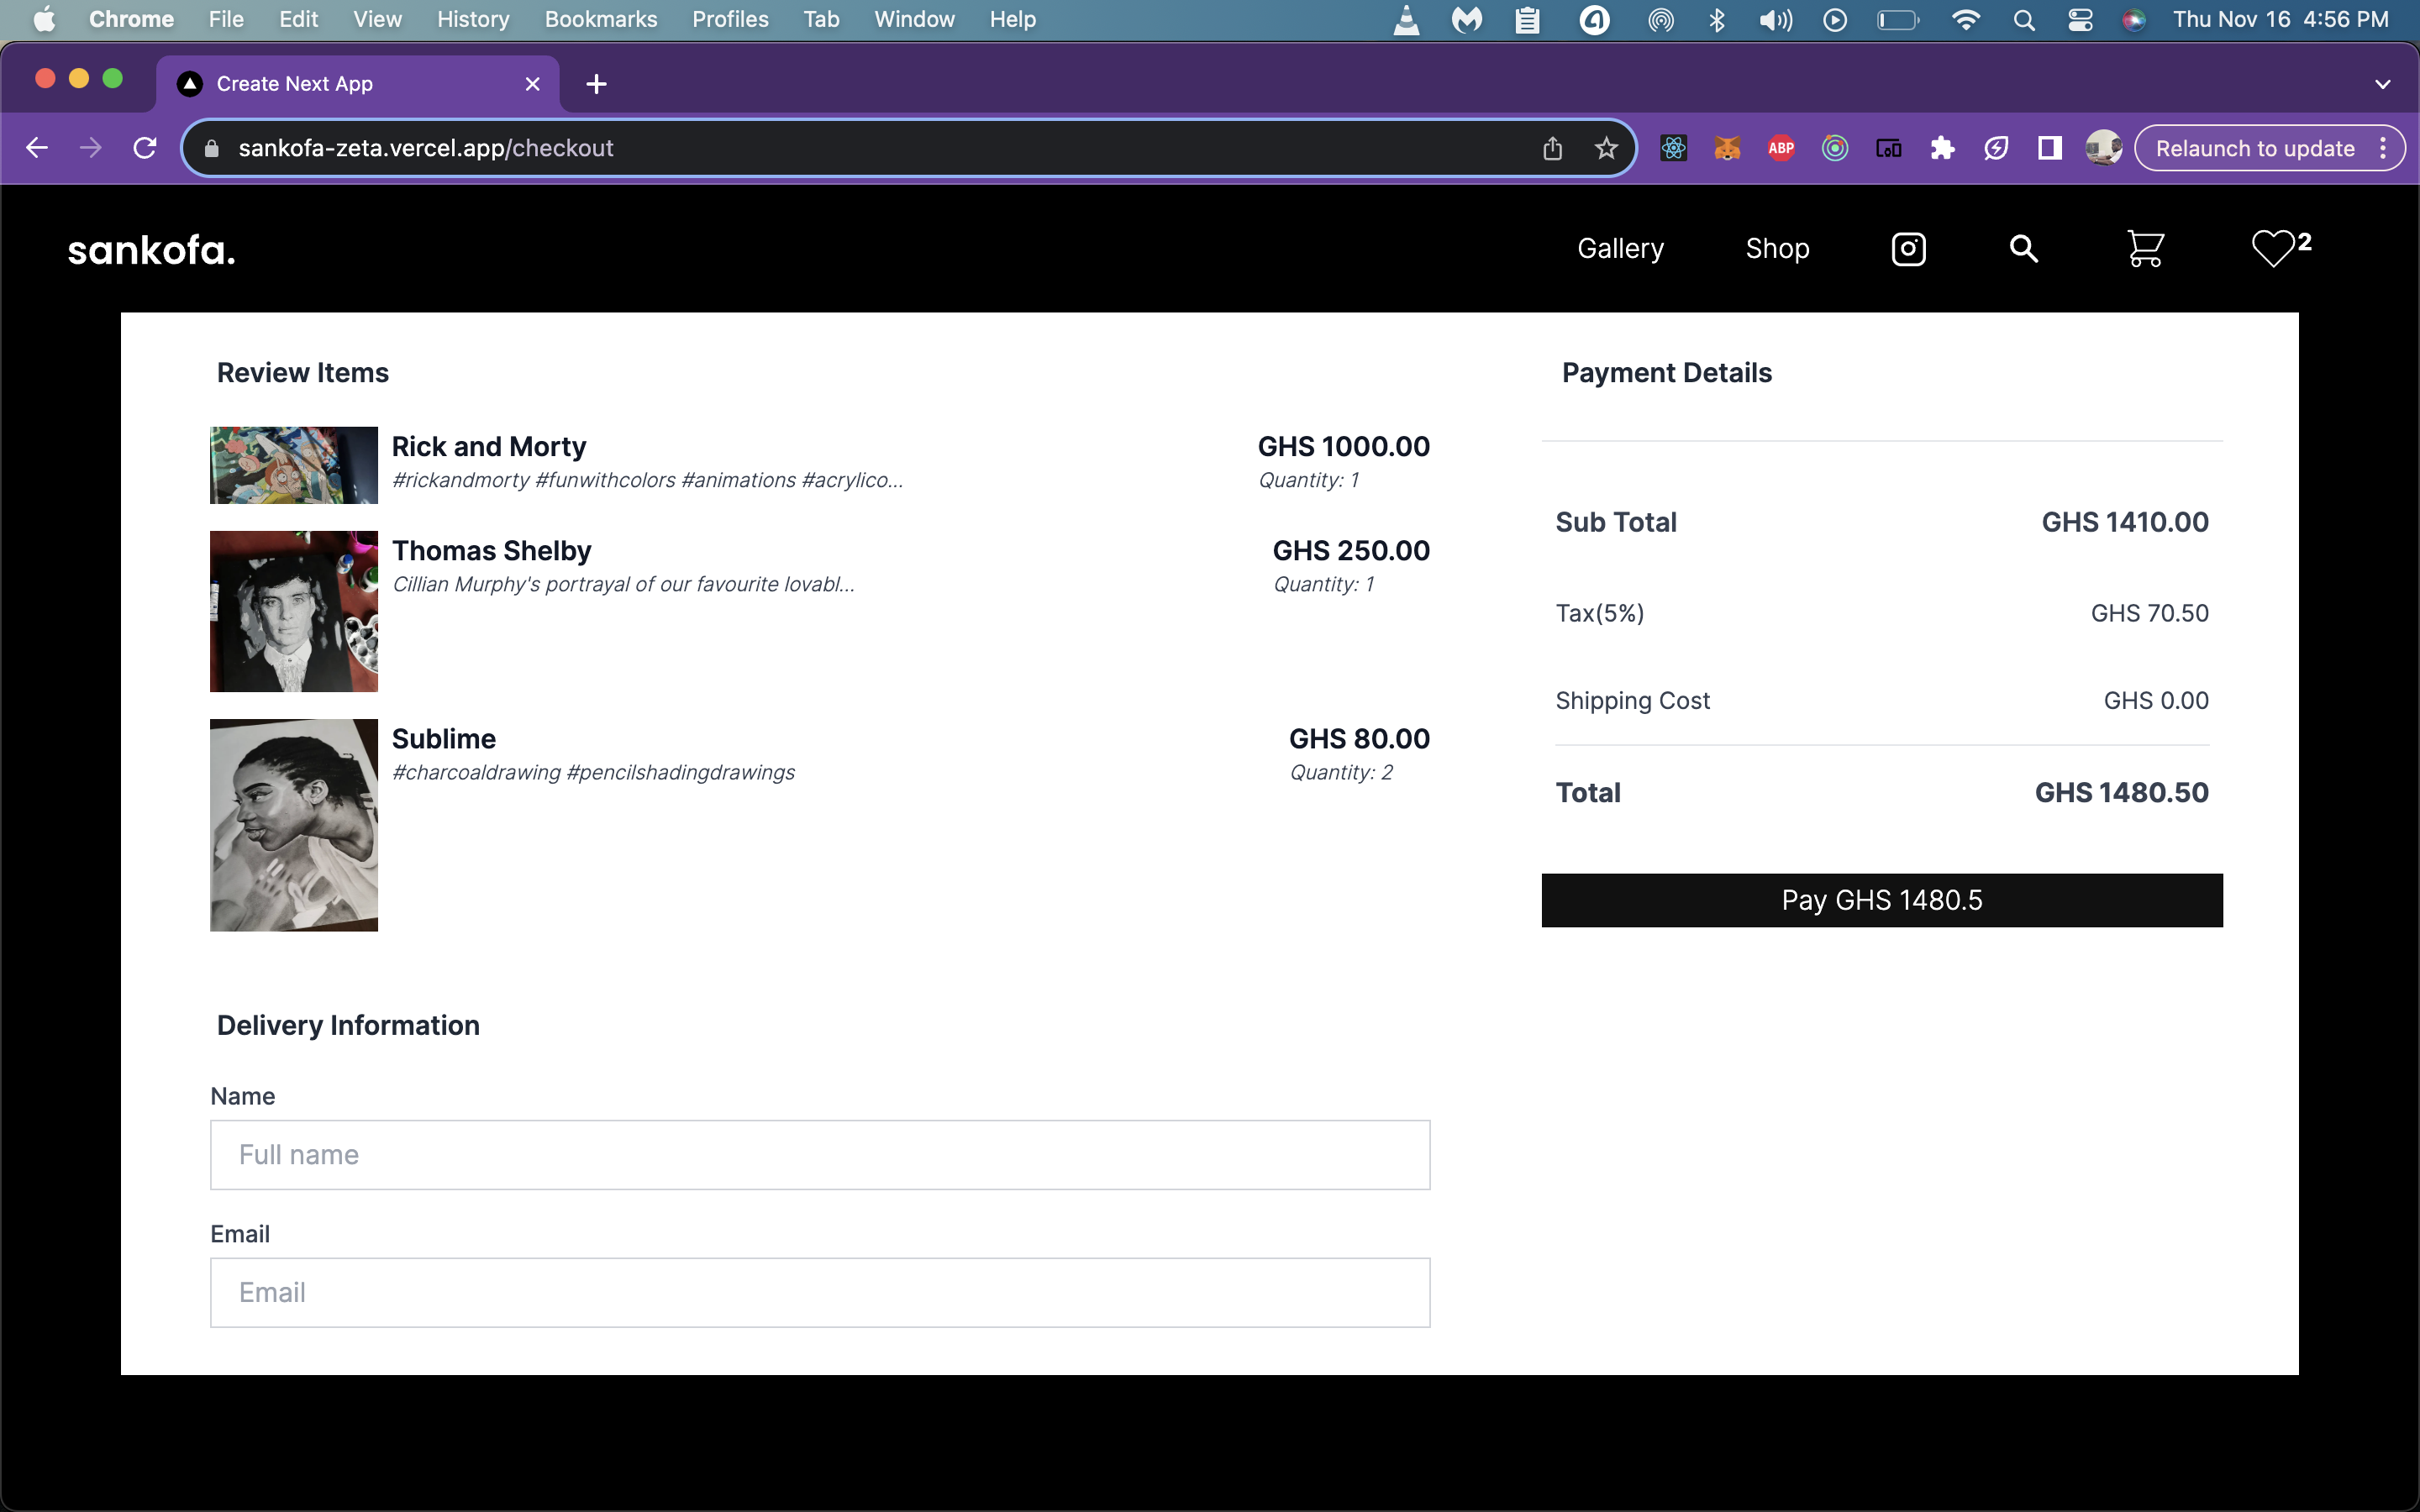 Chrome File Edit View History Bookmarks Profiles Tab Window Help Thu Nov 16 4:56 PM
Create Next App
sankofa-zeta.vercel.app/checkout ABP Relaunch to update
sankofa. Gallery Shop 2
Review Items
Rick and Morty GHS 1000.00
#rickandmorty #funwithcolors #animations #acrylico... Quantity: 1
Thomas Shelby GHS 250.00
Cillian Murphy's portrayal of our favourite lovabl... Quantity: 1
Sublime GHS 80.00
#charcoaldrawing #pencilshadingdrawings Quantity: 2
Payment Details
Sub Total GHS 1410.00
Tax(5%) GHS 70.50
Shipping Cost GHS 0.00
Total GHS 1480.50
Pay GHS 1480.5
Delivery Information
Name
Full name
Email
Email